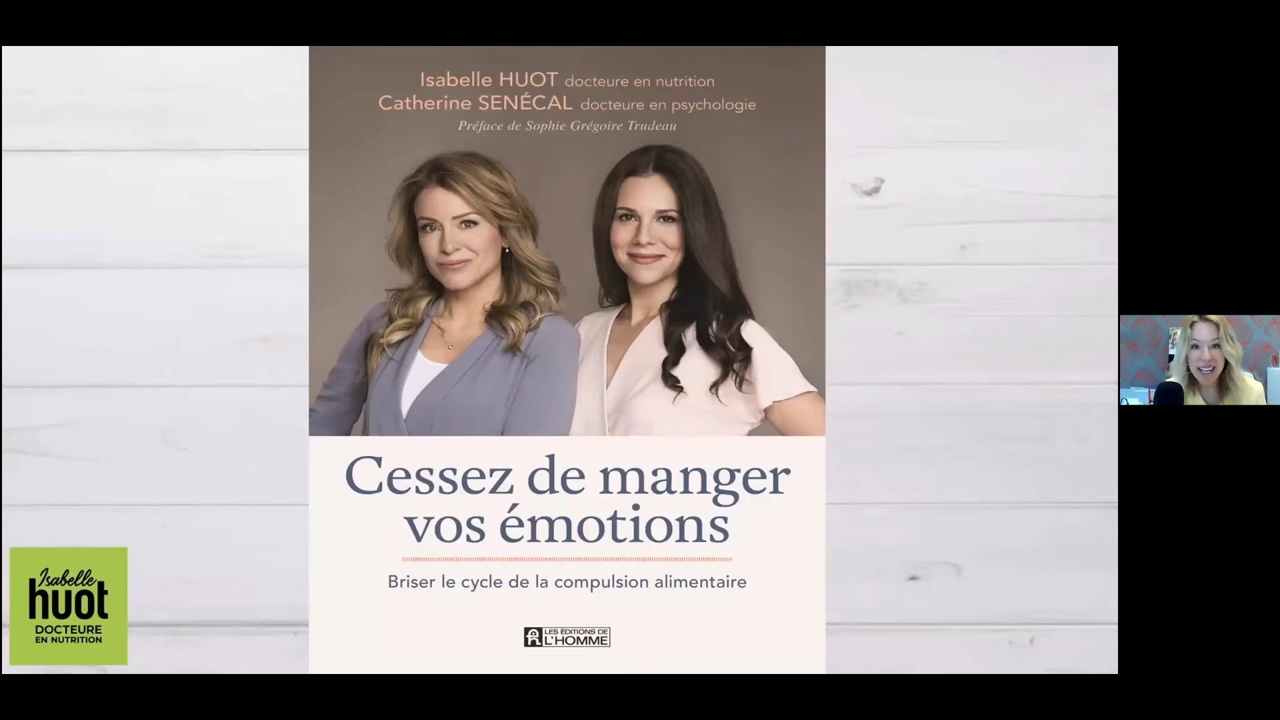 Isabelle HUOT docteure en nutrition
Catherine SENÉCAL docteure en psychologie
Préface de Sophie Grégoire Trudeau
Cessez de manger
vos émotions
Briser le cycle de la compulsion alimentaire
LES ÉDITIONS DE
L'HOMME
Isabelle
huot
DOCTEURE
EN NUTRITION